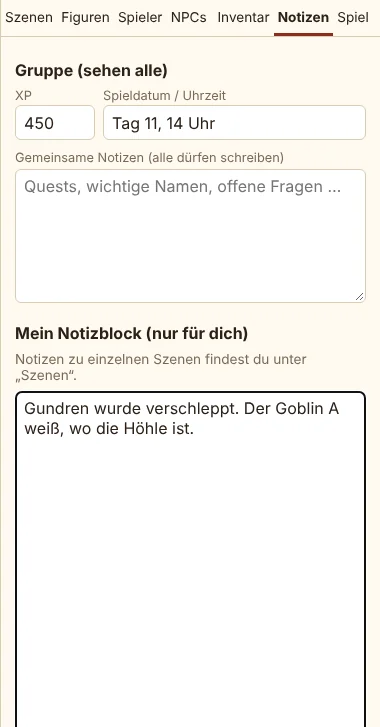 Szenen Figuren Spieler NPCs Inventar Notizen Spiel
Gruppe (sehen alle)
XP Spieldatum / Uhrzeit
450 Tag 11, 14 Uhr
Gemeinsame Notizen (alle dürfen schreiben)
Quests, wichtige Namen, offene Fragen ...
Mein Notizblock (nur für dich)
Notizen zu einzelnen Szenen findest du unter
„Szenen“.
Gundren wurde verschleppt. Der Goblin A
weiß, wo die Höhle ist.